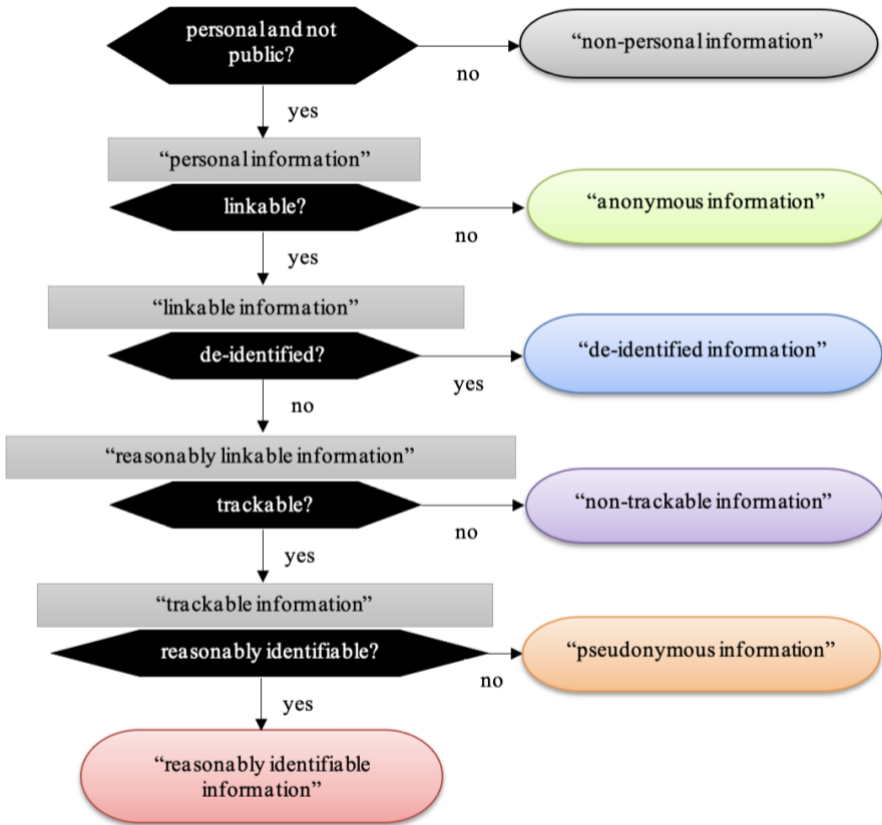 personal and not
public?
“non-personal information”
no
yes
“personal information”
linkable?
“anonymous information”
no
yes
“linkable information”
de-identified?
“de-identified information”
yes
no
“reasonably linkable information”
trackable?
“non-trackable information”
no
yes
“trackable information”
reasonably identifiable?
“pseudonymous information”
no
yes
“reasonably identifiable
information”